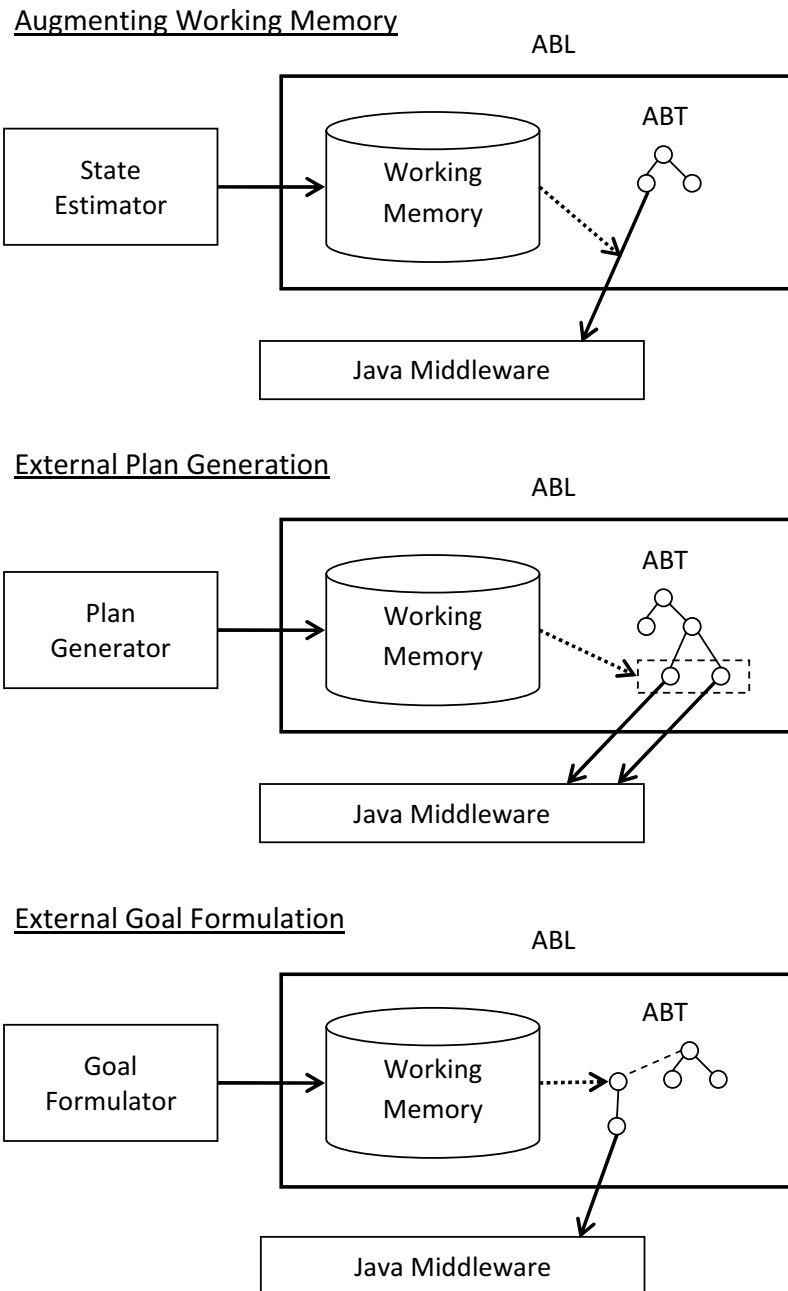 Augmenting Working Memory
ABL
ABT
State
Estimator
Working
Memory
Java Middleware
External Plan Generation
ABL
ABT
Plan
Generator
Working
Memory
Java Middleware
External Goal Formulation
ABL
ABT
Goal
Formulator
Working
Memory
Java Middleware